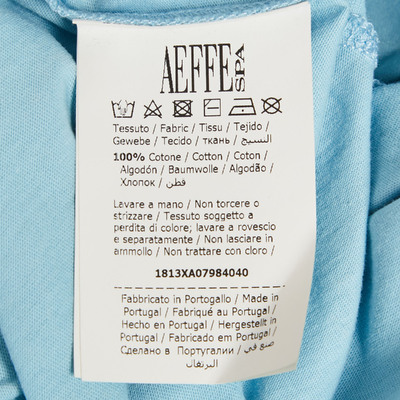 AEFFE SPA
Tessuto / Fabric / Tissu / Tejido /
Gewebe / Tecido / ткань / النسيج /
100% Cotone / Cotton / Coton /
Algodón / Baumwolle / Algodão /
Хлопок / قطن /
Lavare a mano / Non torcere o
strizzare / Tessuto soggetto a
perdita di colore; lavare a rovescio
e separatamente / Non lasciare in
ammollo / Non trattare con cloro /
1813XA07984040
Fabbricato in Portogallo / Made in
Portugal / Fabriqué au Portugal /
Hecho en Portugal / Hergestellt in
Portugal / Fabricado em Portugal /
Сделано в Португалии / صنع في
البرتغال